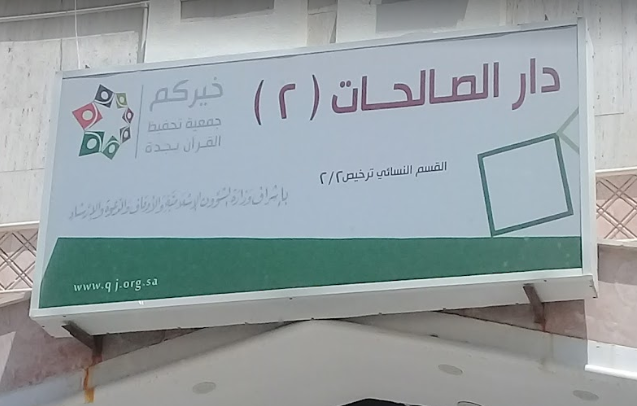 دار الصالحات ( ٢ )
خيركم
جمعية تحفيظ
القرآن بجدة
القسم النسائي ترخيص ٢/٢
بإشراف وزارة الشؤون الإسلامية والأوقاف والدعوة والإرشاد
www.qj.org.sa